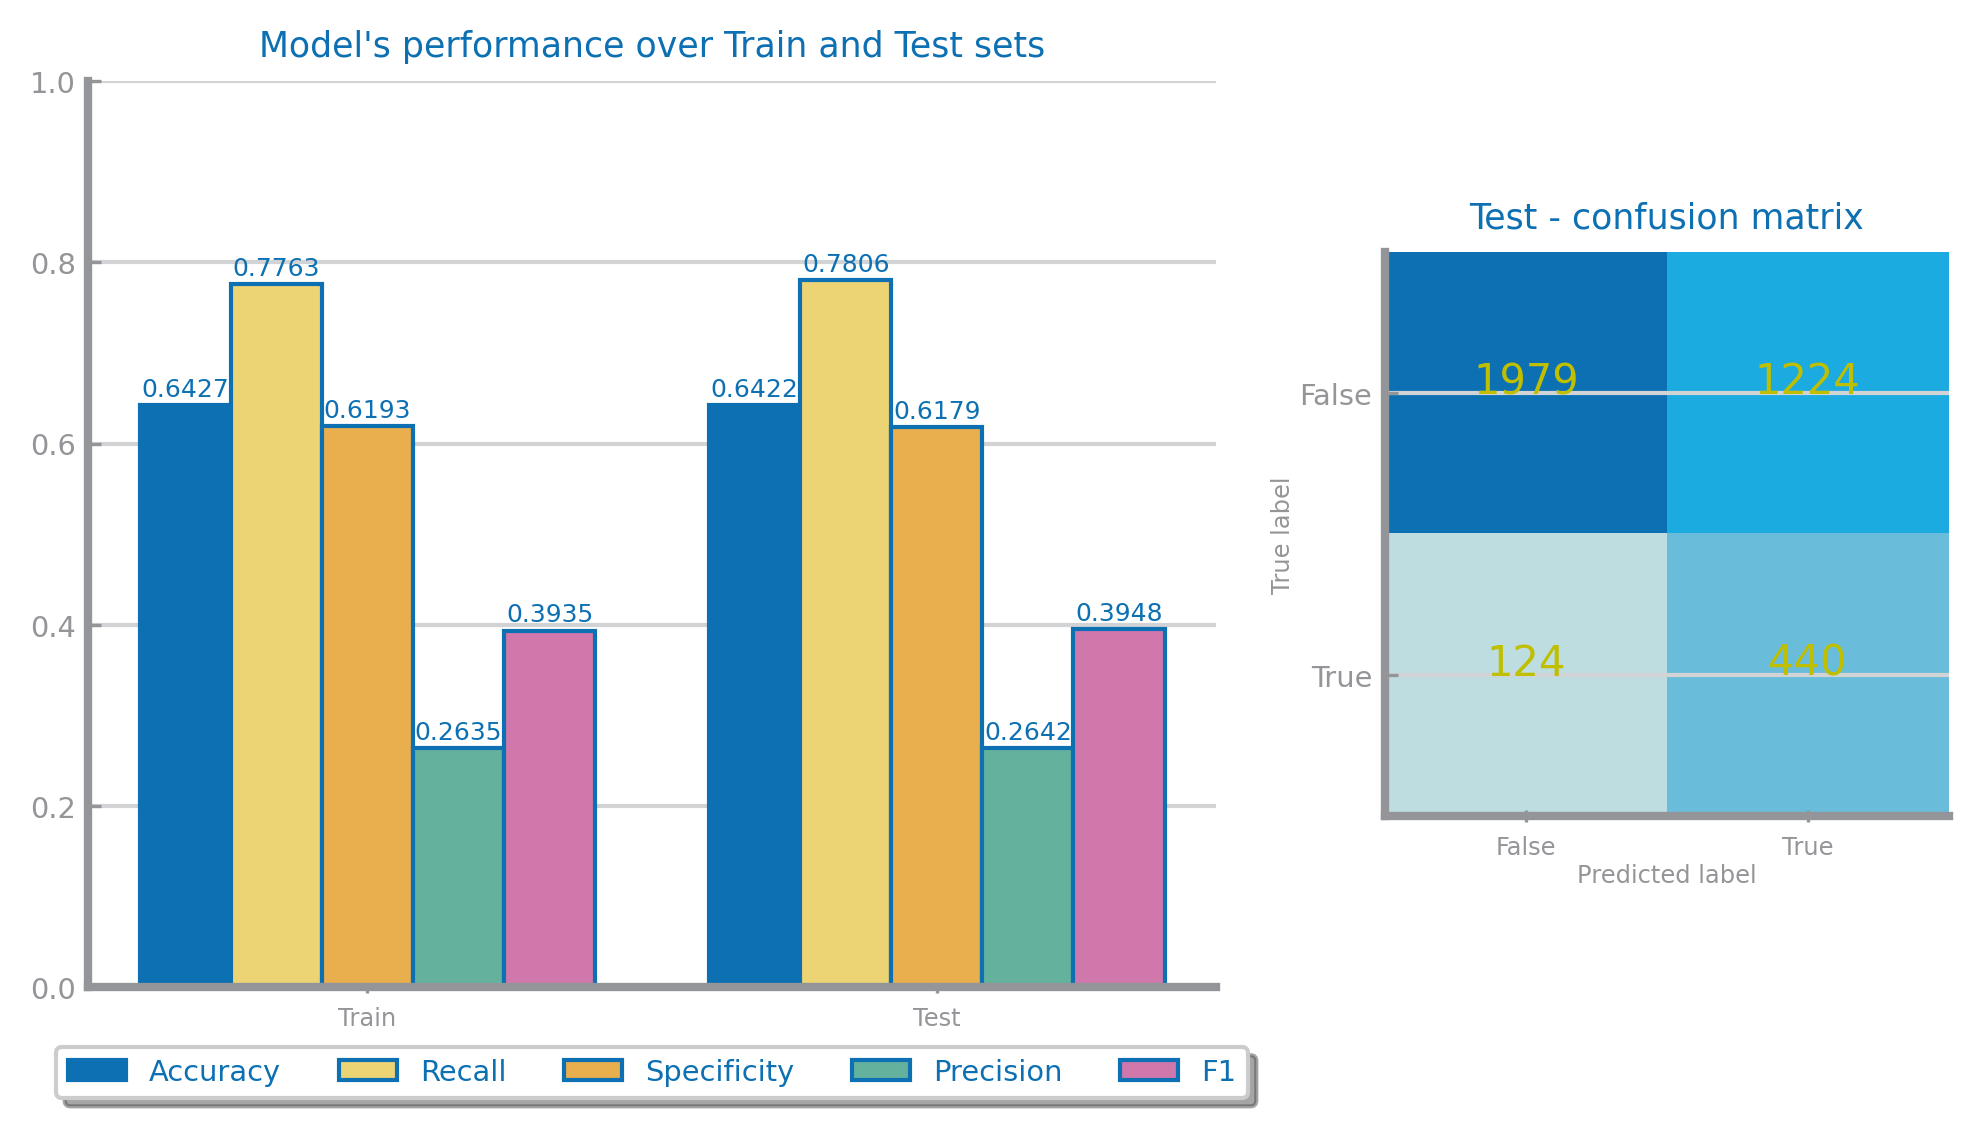 Model's performance over Train and Test sets
1.0
0.8
0.6
0.4
0.2
0.0
0.6427
0.7763
0.6193
0.2635
0.3935
0.6422
0.7806
0.6179
0.2642
0.3948
Train
Test
Accuracy Recall Specificity Precision F1
Test - confusion matrix
True label
False
1979 1224
True
124 440
False True
Predicted label